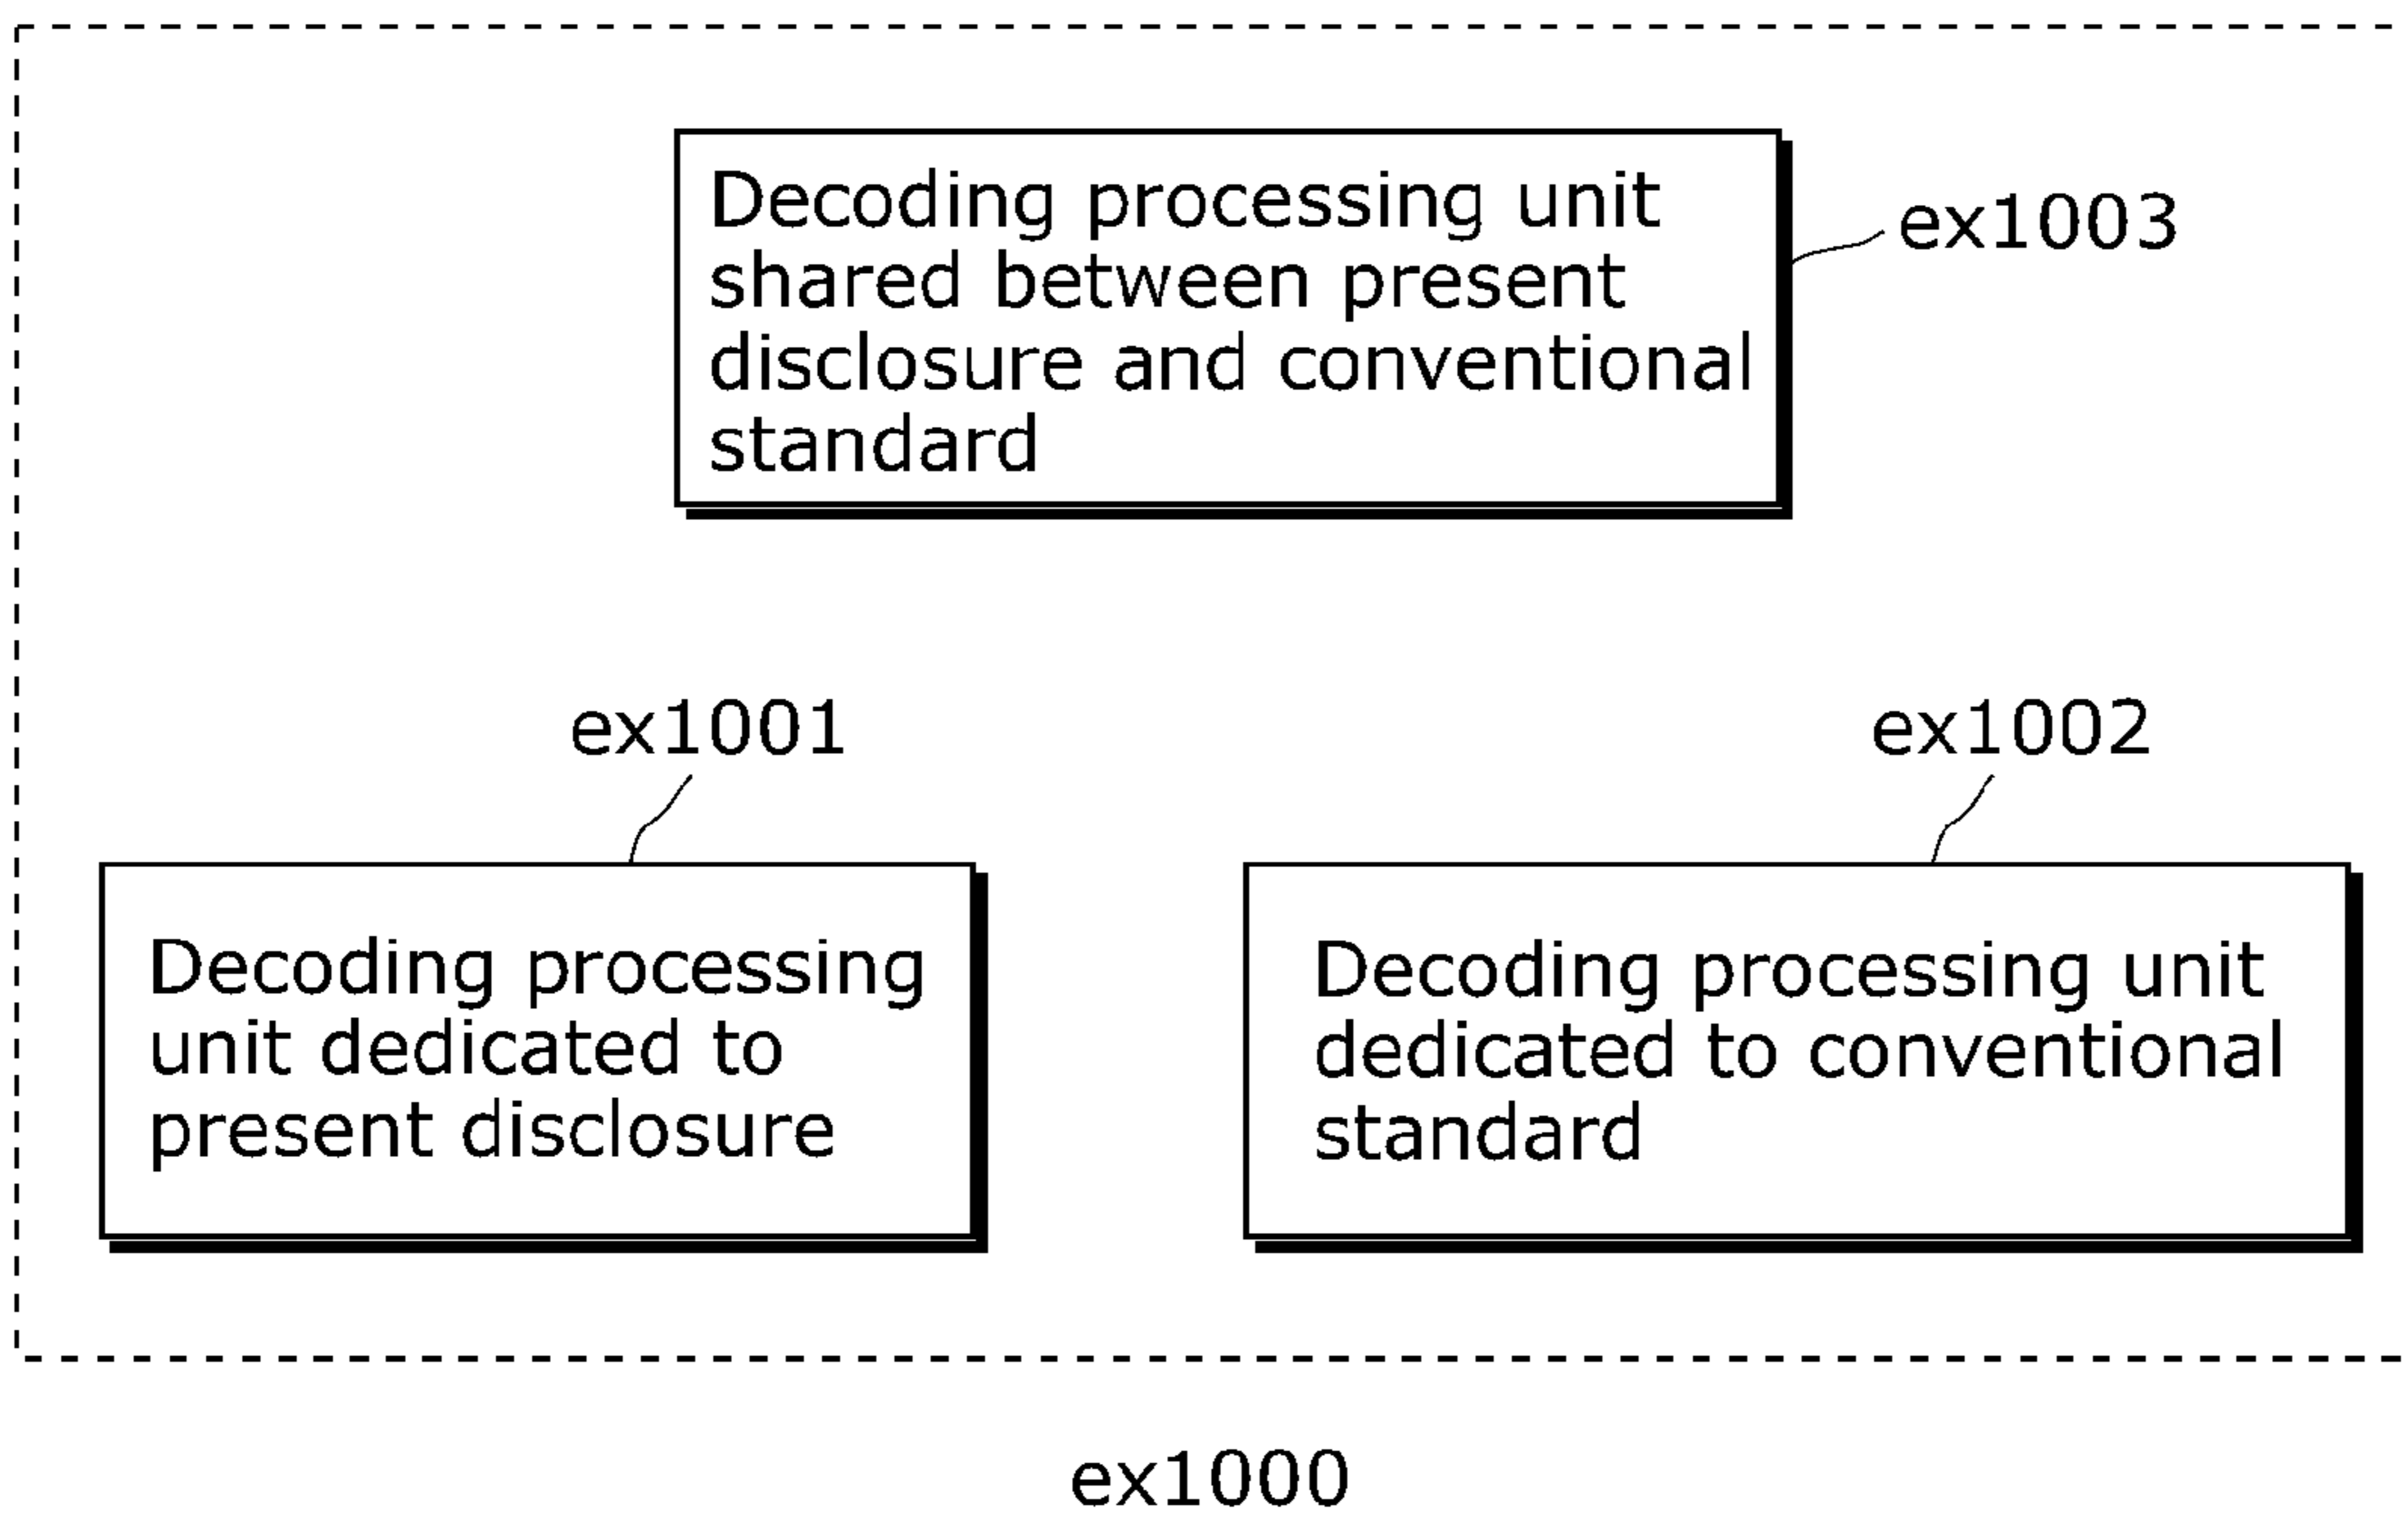 Decoding processing unit
shared between present
disclosure and conventional
standard
ex1003
ex1001
ex1002
Decoding processing
unit dedicated to
present disclosure
Decoding processing unit
dedicated to conventional
standard
ex1000